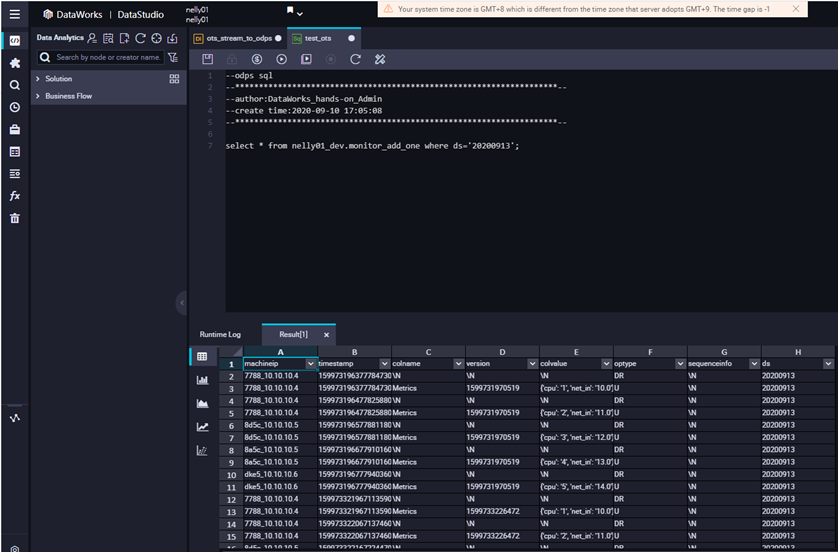 DataWorks | DataStudio
nelly01
nelly01
Your system time zone is GMT+8 which is different from the time zone that server adopts GMT+9. The time gap is -1
Data Analytics
Search by node or creator name.
Solution
Business Flow
Di ots_stream_to_odps
Sq test_ots
1 --odps sql
2 --********************************************************************--
3 --author:DataWorks_hands-on_Admin
4 --create time:2020-09-10 17:05:08
5 --********************************************************************--
6
7 select * from nelly01_dev.monitor_add_one where ds='20200913';
Runtime Log
Result[1]
A B C D E F G H
1 machineip timestamp colname version colvalue optype sequenceinfo ds
2 7788_10.10.10.4 159973196377784730 \N \N \N DR \N 20200913
3 7788_10.10.10.4 159973196377784730 Metrics 1599731970519 {'cpu': '1', 'net_in': '10.0' U \N 20200913
4 7788_10.10.10.4 159973196477825880 \N \N \N DR \N 20200913
5 7788_10.10.10.4 159973196477825880 Metrics 1599731970519 {'cpu': '2', 'net_in': '11.0' U \N 20200913
6 8d5c_10.10.10.5 159973196577881180 \N \N \N DR \N 20200913
7 8d5c_10.10.10.5 159973196577881180 Metrics 1599731970519 {'cpu': '3', 'net_in': '12.0' U \N 20200913
8 8a5c_10.10.10.5 159973196677910160 \N \N \N DR \N 20200913
9 8a5c_10.10.10.5 159973196677910160 Metrics 1599731970519 {'cpu': '4', 'net_in': '13.0' U \N 20200913
10 dke5_10.10.10.6 159973196777940360 \N \N \N DR \N 20200913
11 dke5_10.10.10.6 159973196777940360 Metrics 1599731970519 {'cpu': '5', 'net_in': '14.0' U \N 20200913
12 7788_10.10.10.4 159973321967113590 \N \N \N DR \N 20200913
13 7788_10.10.10.4 159973321967113590 Metrics 1599733226472 {'cpu': '1', 'net_in': '10.0' U \N 20200913
14 7788_10.10.10.4 159973322067137460 \N \N \N DR \N 20200913
15 7788_10.10.10.4 159973322067137460 Metrics 1599733226472 {'cpu': '2', 'net_in': '11.0' U \N 20200913